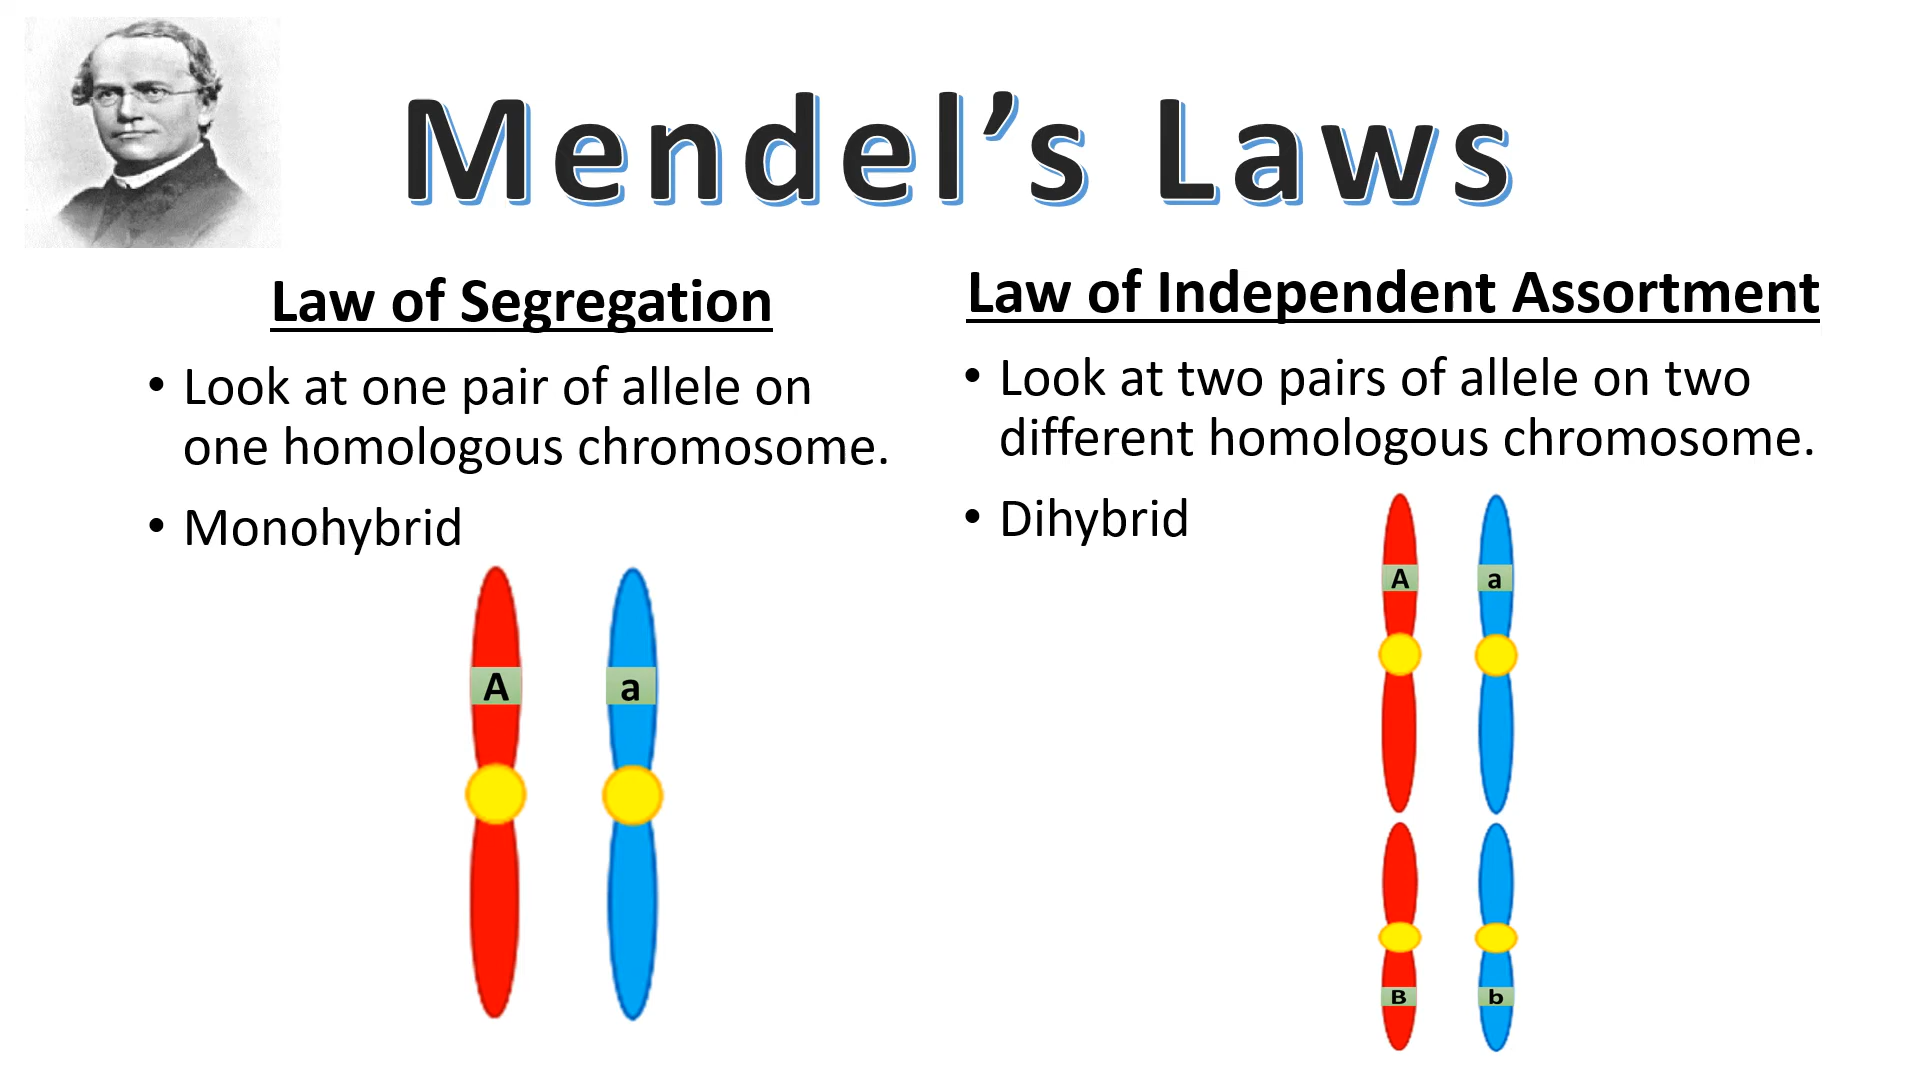 Mendel’s Laws
Law of Segregation
• Look at one pair of allele on
one homologous chromosome.
• Monohybrid
A a
Law of Independent Assortment
• Look at two pairs of allele on two
different homologous chromosome.
• Dihybrid
A a
B b